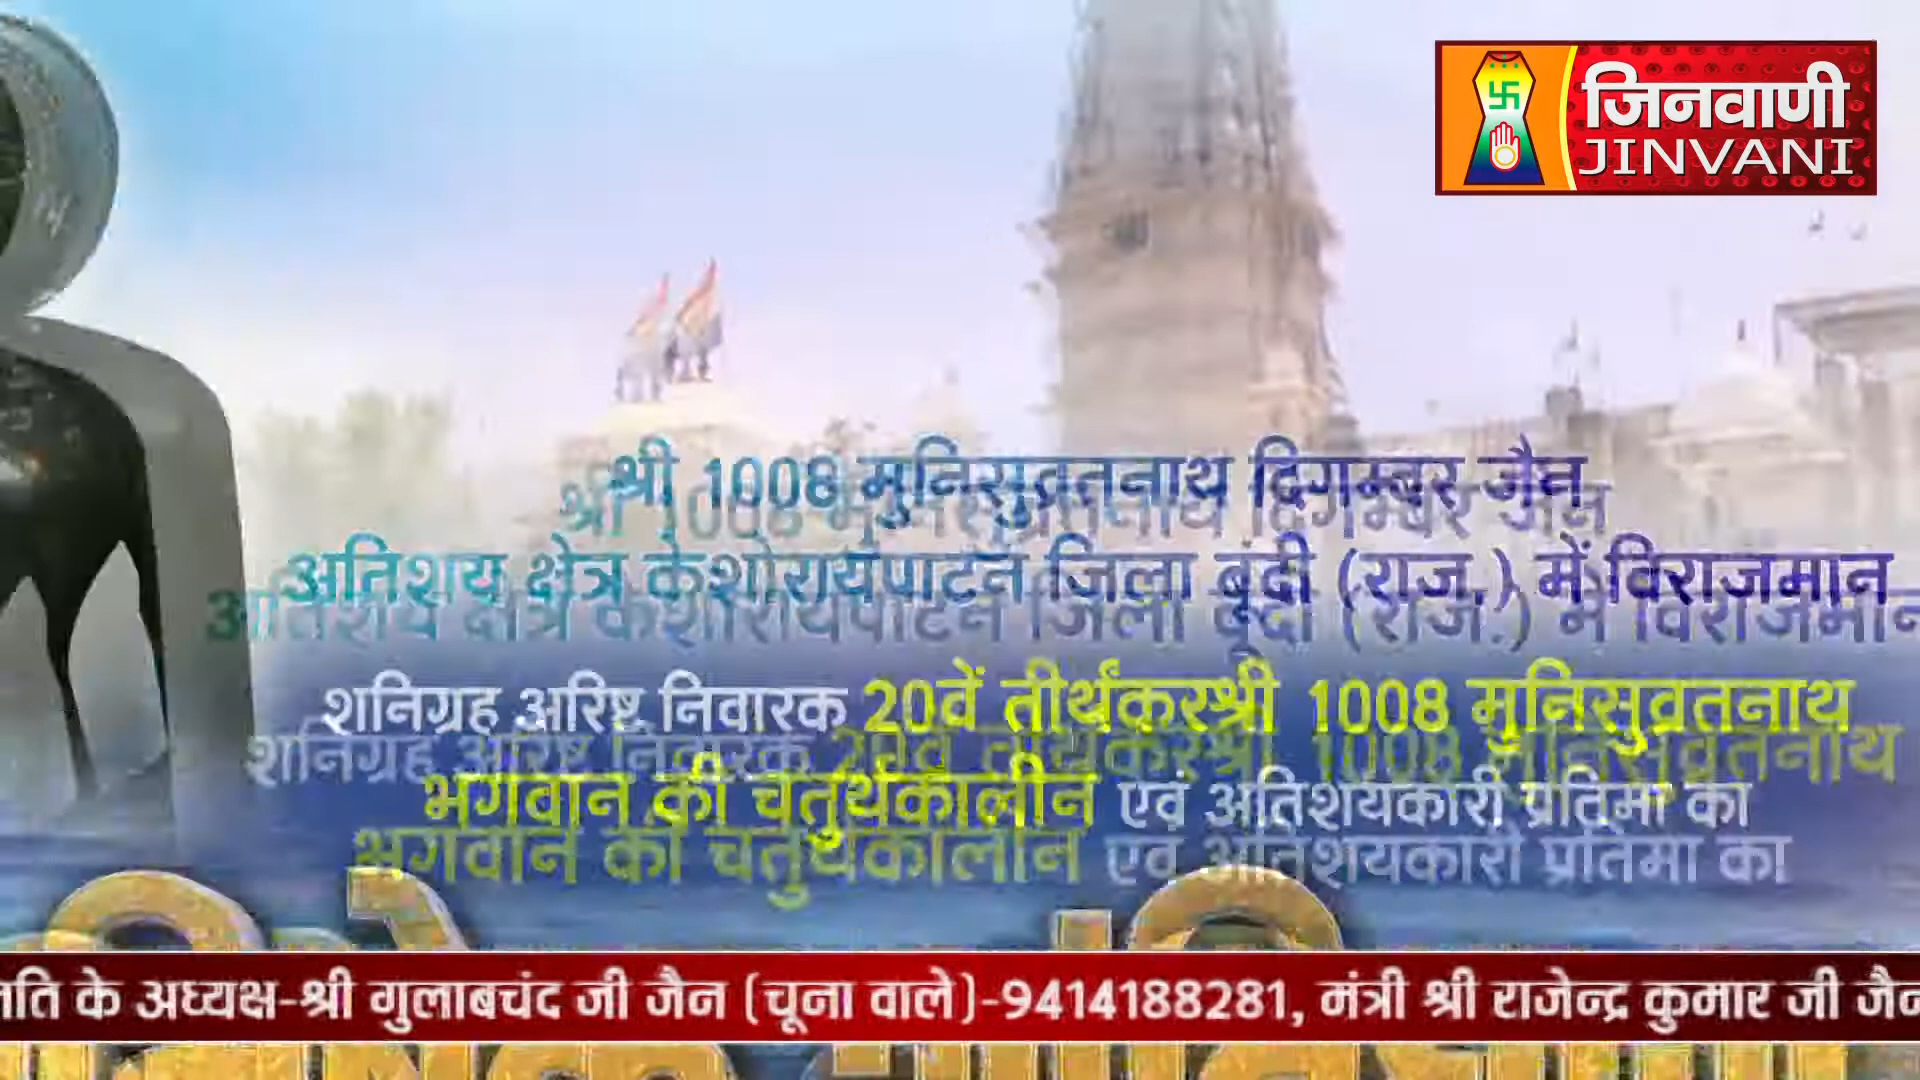 जिनवाणी
JINVANI
श्री 1008 मुनिसुव्रतनाथ दिगम्बर जैन
अतिशय क्षेत्र केशोरायपाटन जिला बूंदी (राज.) में विराजमान
शनिग्रह अरिष्ट निवारक 20वें तीर्थंकरश्री 1008 मुनिसुव्रतनाथ
भगवान की चतुर्थकालीन एवं अतिशयकारी प्रतिमा का
के अध्यक्ष-श्री गुलाबचंद जी जैन (चूना वाले)-9414188281, मंत्री श्री राजेन्द्र कुमार जी जैन